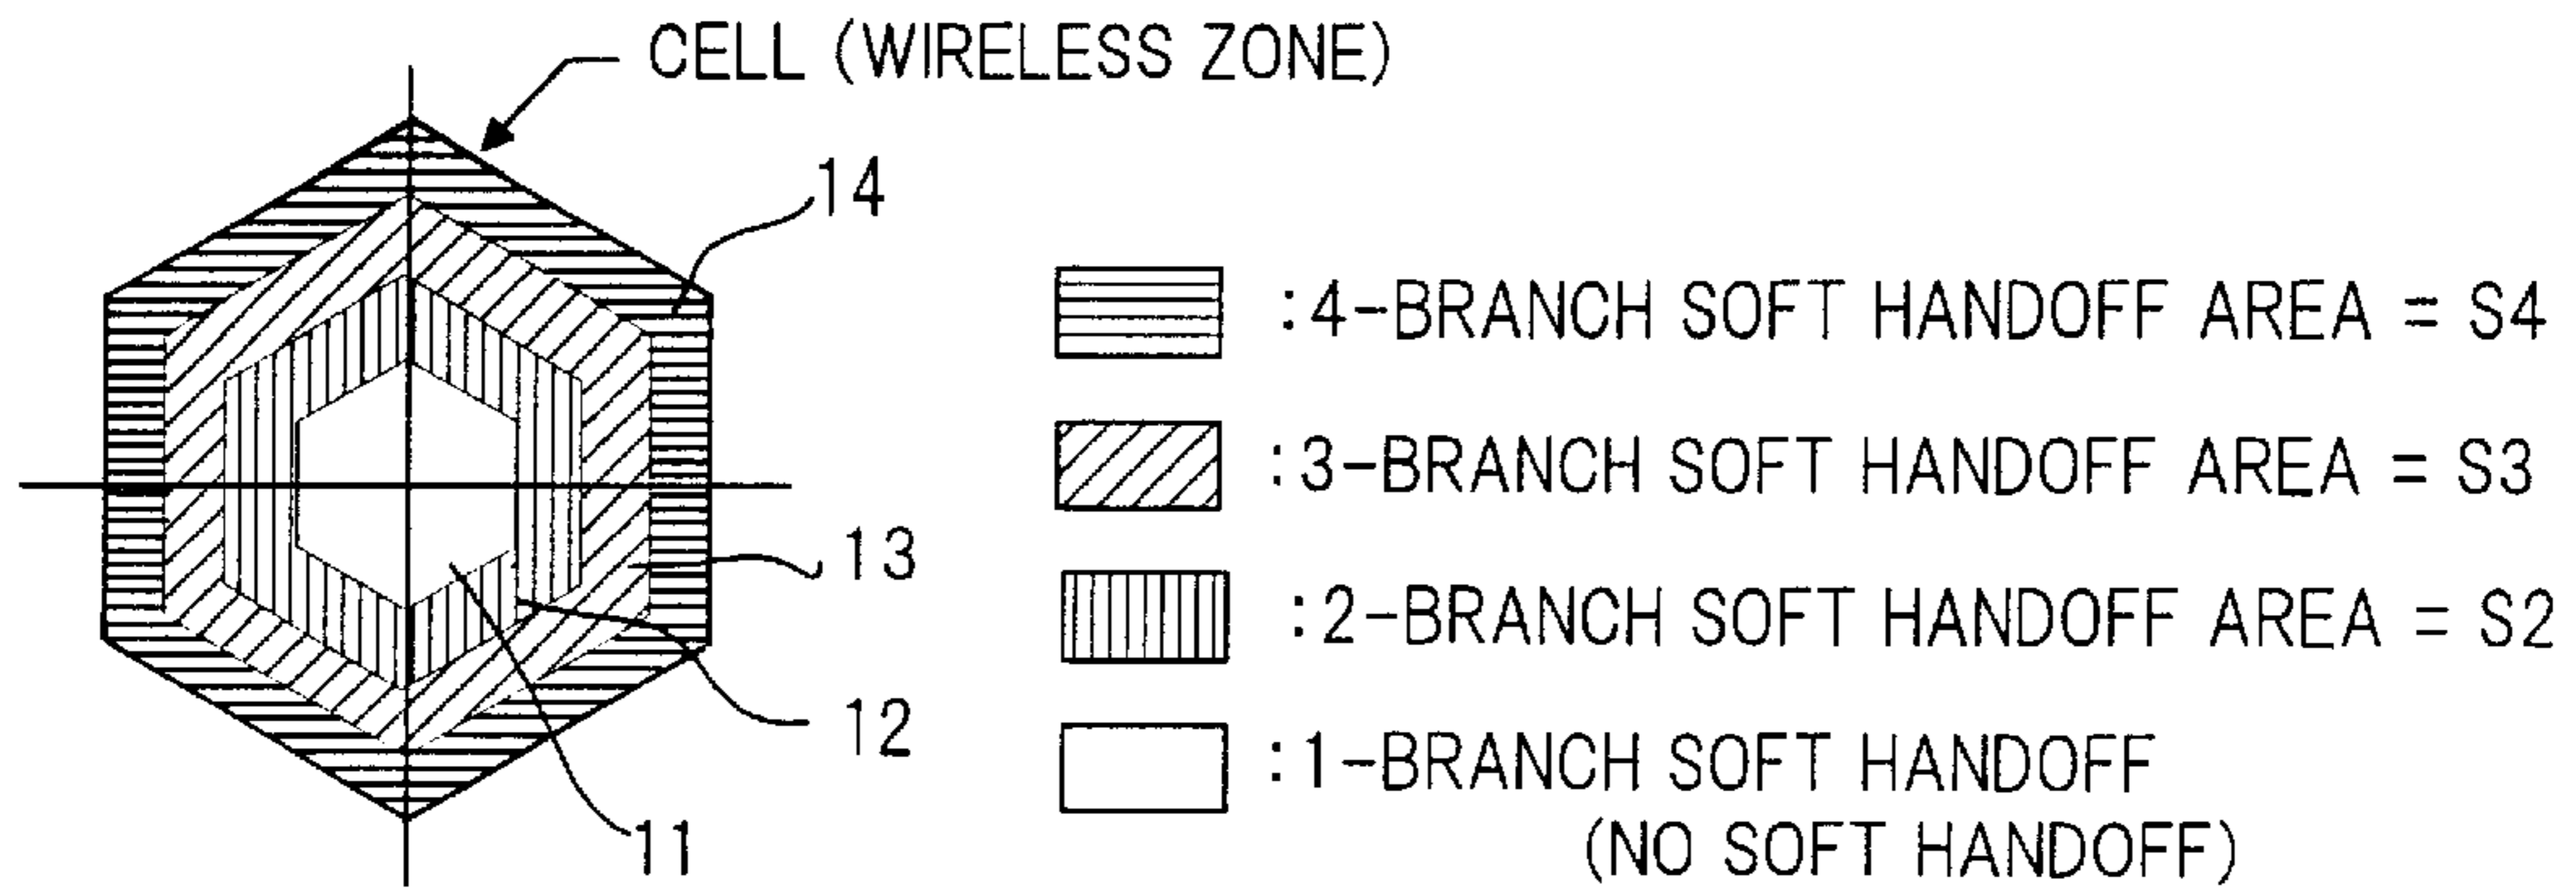 CELL (WIRELESS ZONE)
14
:4-BRANCH SOFT HANDOFF AREA = S4
:3-BRANCH SOFT HANDOFF AREA = S3
13
:2-BRANCH SOFT HANDOFF AREA = S2
12
:1-BRANCH SOFT HANDOFF
(NO SOFT HANDOFF)
11